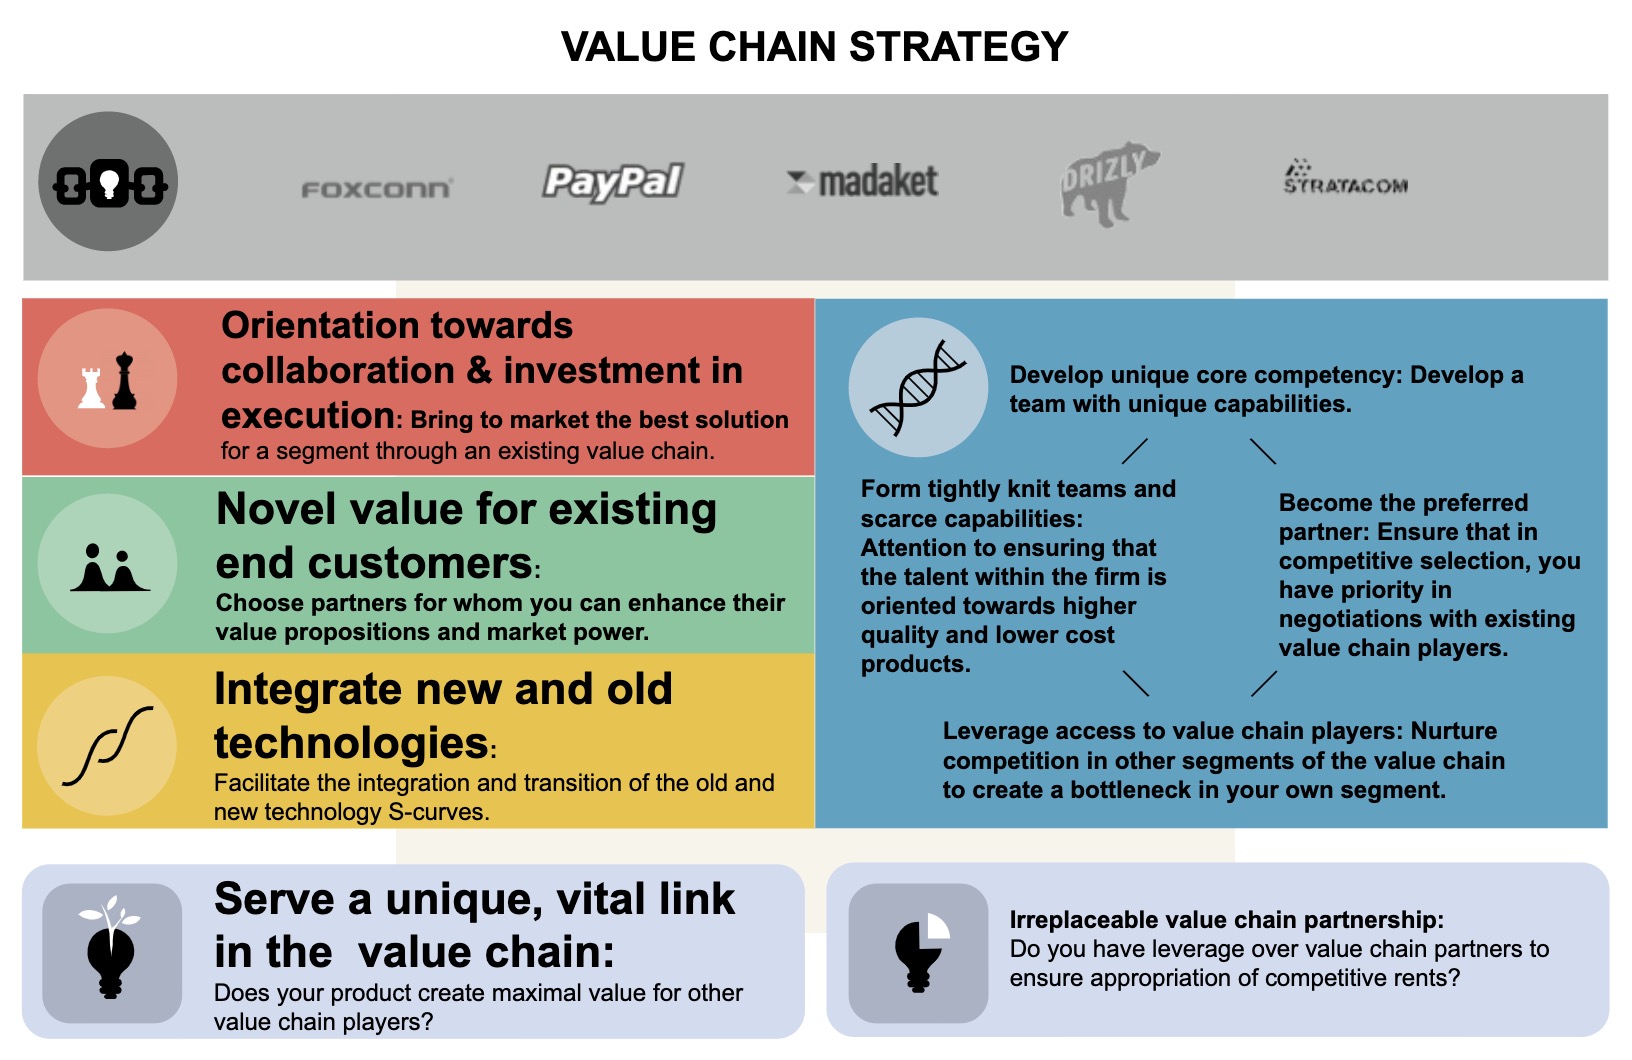 VALUE CHAIN STRATEGY
FOXCONN
PayPal
madaket
DRIZLY
STRATACOM
Orientation towards
collaboration & investment in
execution: Bring to market the best solution
for a segment through an existing value chain.
Novel value for existing
end customers:
Choose partners for whom you can enhance their
value propositions and market power.
Integrate new and old
technologies:
Facilitate the integration and transition of the old and
new technology S-curves.
Develop unique core competency: Develop a
team with unique capabilities.
Form tightly knit teams and
scarce capabilities:
Attention to ensuring that
the talent within the firm is
oriented towards higher
quality and lower cost
products.
Become the preferred
partner: Ensure that in
competitive selection, you
have priority in
negotiations with existing
value chain players.
Leverage access to value chain players: Nurture
competition in other segments of the value chain
to create a bottleneck in your own segment.
Serve a unique, vital link
in the  value chain:
Does your product create maximal value for other
value chain players?
Irreplaceable value chain partnership:
Do you have leverage over value chain partners to
ensure appropriation of competitive rents?